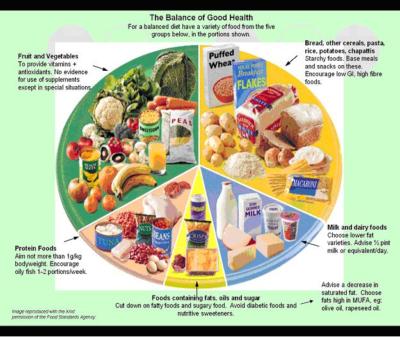 The Balance of Good Health
For a balanced diet have a variety of food from the five
groups below, in the portions shown.
Fruit and Vegetables
To provide vitamins +
antioxidants. No evidence
for use of supplements
except in special situations.
Bread, other cereals, pasta,
rice, potatoes, chapattis
Starchy foods. Base meals
and snacks on these.
Encourage low GI, high fibre
foods.
Puffed
Wheat
Breakfast
FLAKES
PEAS
MACARONI
Protein Foods
Aim not more than 1g/kg
bodyweight. Encourage
oily fish 1-2 portions/week.
TUNA
NUTS
BEANS
CRISPS
MILK
Milk and dairy foods
Choose lower fat
varieties. Advise ½ pint
milk or equivalent/day.
Foods containing fats, oils and sugar
Cut down on fatty foods and sugary food. Avoid diabetic foods and
nutritive sweeteners.
Advise a decrease in
saturated fat. Choose
fats high in MUFA, eg:
olive oil, rapeseed oil.
Image reproduced with the kind
permission of the Food Standards Agency